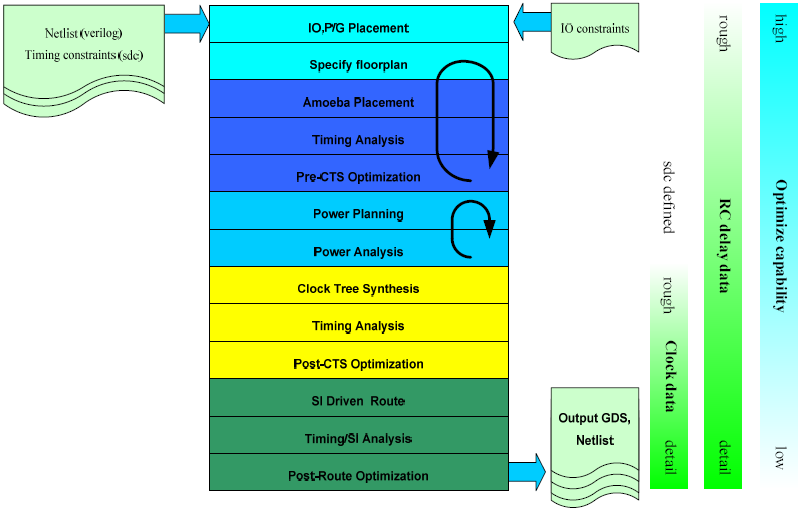 Netlist(verilog)
Timing constraints(sdc)
IO,P/G Placement
IO constraints
Specify floorplan
Amoeba Placement
Timing Analysis
Pre-CTS Optimization
Power Planning
Power Analysis
Clock Tree Synthesis
Timing Analysis
Post-CTS Optimization
SI Driven Route
Timing/SI Analysis
Post-Route Optimization
Output GDS,
Netlist
sdc defined
rough
Clock data
detail
rough
RC delay data
detail
high
Optimize capability
low